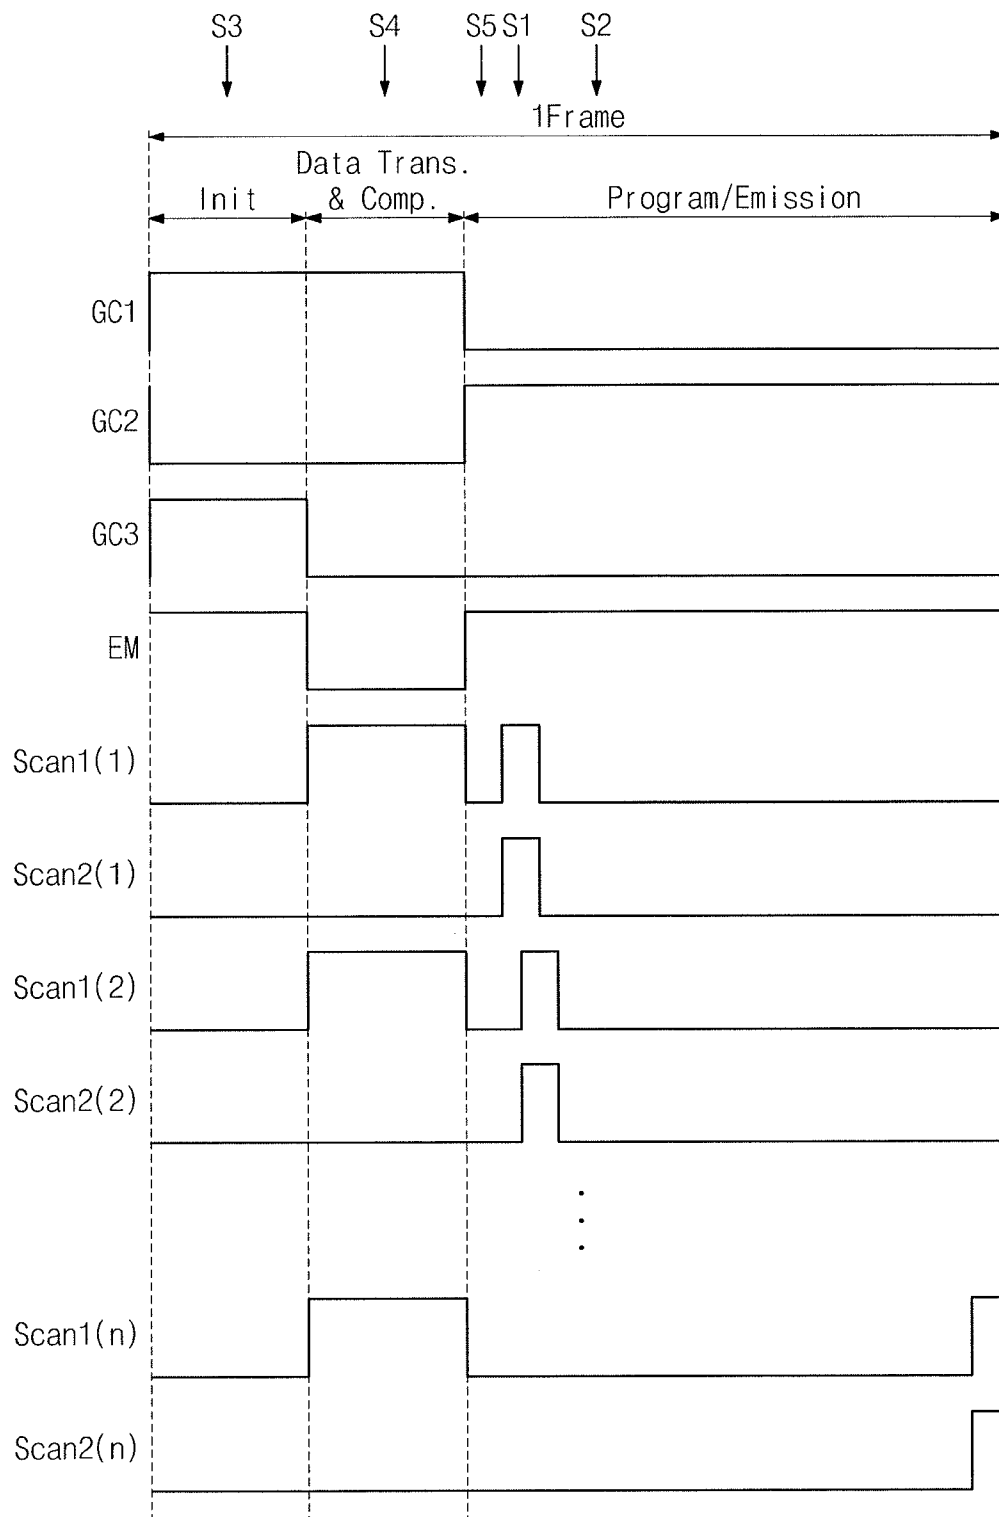 S3 S4 S5 S1 S2
1Frame
Data Trans.
Init & Comp. Program/Emission
GC1
GC2
GC3
EM
Scan1(1)
Scan2(1)
Scan1(2)
Scan2(2)
Scan1(n)
Scan2(n)